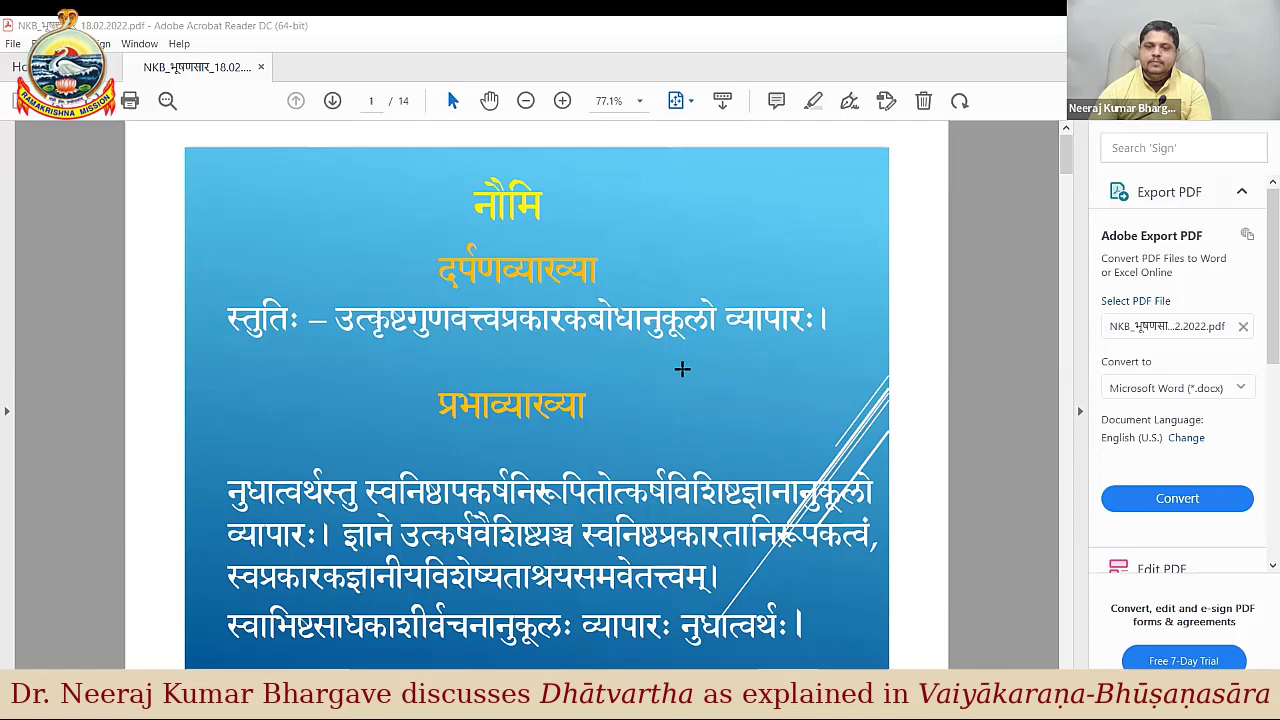 NKB_भूषणसार_18.02.2022.pdf - Adobe Acrobat Reader DC (64-bit)
File Sign Window Help
NKB_भूषणसार_18.02.... ×
1 / 14 77.1%
RAMAKRISHNA MISSION
Neeraj Kumar Bharg...
नौमि
दर्पणव्याख्या
स्तुतिः – उत्कृष्टगुणवत्त्वप्रकारकबोधानुकूलो व्यापारः।
प्रभाव्याख्या
नुधात्वर्थस्तु स्वनिष्ठापकर्षनिरूपितोत्कर्षविशिष्टज्ञानानुकूलो
व्यापारः। ज्ञाने उत्कर्षवैशिष्ट्यञ्च स्वनिष्ठप्रकारतानिरूपकत्वं,
स्वप्रकारकज्ञानीयविशेष्यताश्रयसमवेतत्त्वम्।
स्वाभिष्टसाधकाशीर्वचनानुकूलः व्यापारः नुधात्वर्थः।
Search 'Sign'
Export PDF
Adobe Export PDF
Convert PDF Files to Word
or Excel Online
Select PDF File
NKB_भूषणसा...2.2022.pdf
Convert to
Microsoft Word (*.docx)
Document Language:
English (U.S.) Change
Convert
Edit PDF
Convert, edit and e-sign PDF
forms & agreements
Free 7-Day Trial
Dr. Neeraj Kumar Bhargave discusses Dhātvartha as explained in Vaiyākaraṇa-Bhūṣaṇasāra